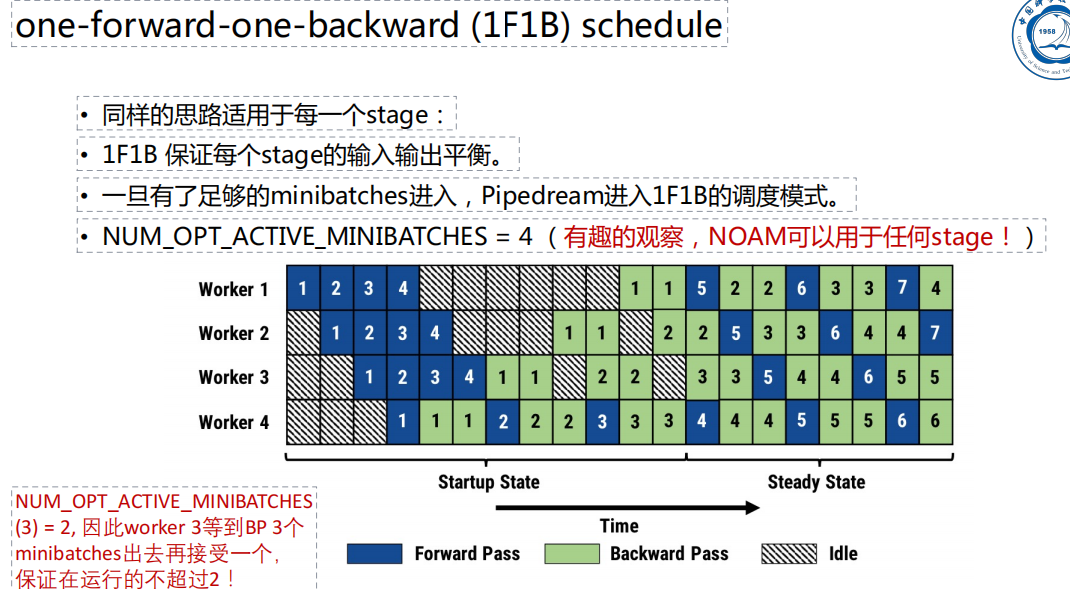 one-forward-one-backward (1F1B) schedule
1958
• 同样的思路适用于每一个stage：
• 1F1B 保证每个stage的输入输出平衡。
• 一旦有了足够的minibatches进入，Pipedream进入1F1B的调度模式。
• NUM_OPT_ACTIVE_MINIBATCHES = 4 （有趣的观察，NOAM可以用于任何stage！）
Worker 1 1 2 3 4 1 1 5 2 2 6 3 3 7 4
Worker 2 1 2 3 4 1 1 2 2 5 3 3 6 4 4 7
Worker 3 1 2 3 4 1 1 2 2 3 3 5 4 4 6 5 5
Worker 4 1 1 1 2 2 2 3 3 3 4 4 4 5 5 5 6 6
Startup State Steady State
Time
Forward Pass Backward Pass Idle
NUM_OPT_ACTIVE_MINIBATCHES
(3) = 2, 因此worker 3等到BP 3个
minibatches出去再接受一个，
保证在运行的不超过2！